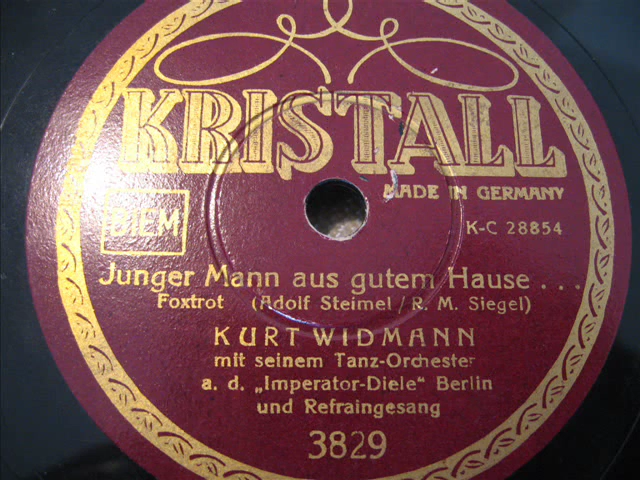 KRISTALL
MADE IN GERMANY
BIEM
K-C 28854
Junger Mann aus gutem Hause . . .
Foxtrot (Adolf Steimel / R. M. Siegel)
KURT WIDMANN
mit seinem Tanz-Orchester
a. d. „Imperator-Diele“ Berlin
und Refraingesang
3829